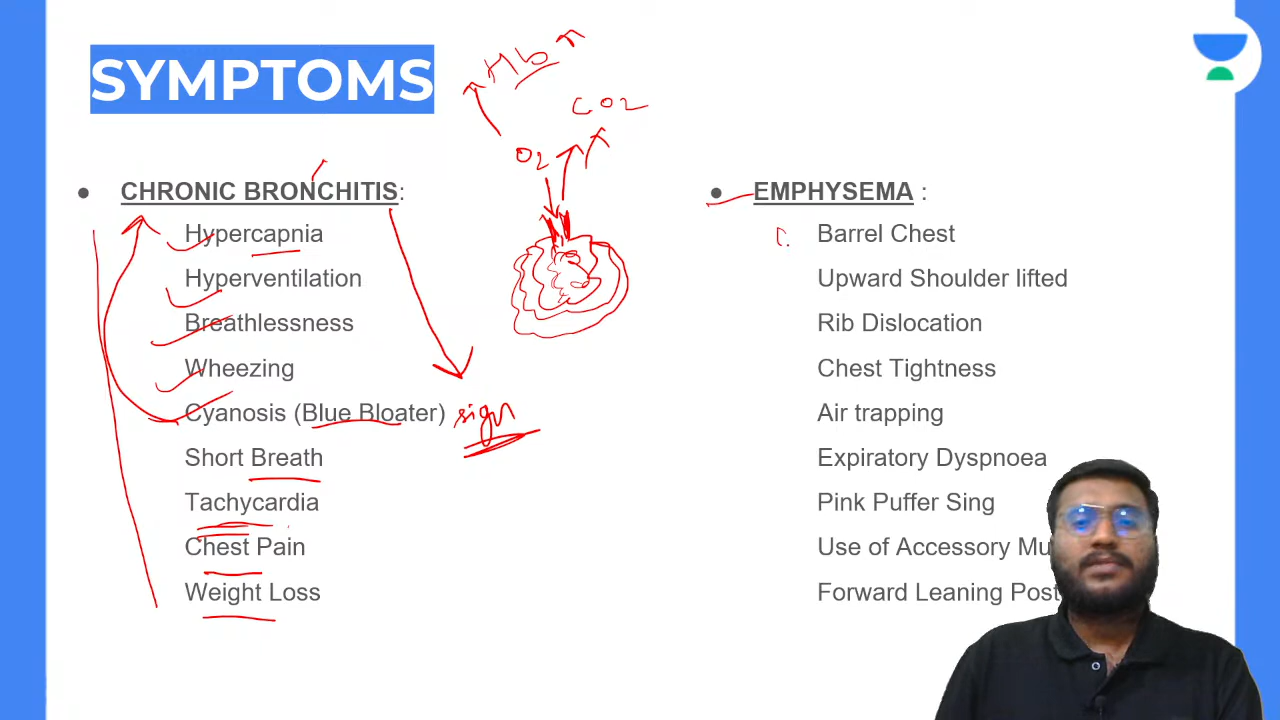 SYMPTOMS
Hb
CO2
O2
● CHRONIC BRONCHITIS:
Hypercapnia
Hyperventilation
Breathlessness
Wheezing
Cyanosis (Blue Bloater) sign
Short Breath
Tachycardia
Chest Pain
Weight Loss
● EMPHYSEMA :
Barrel Chest
Upward Shoulder lifted
Rib Dislocation
Chest Tightness
Air trapping
Expiratory Dyspnoea
Pink Puffer Sing
Use of Accessory Mu
Forward Leaning Post